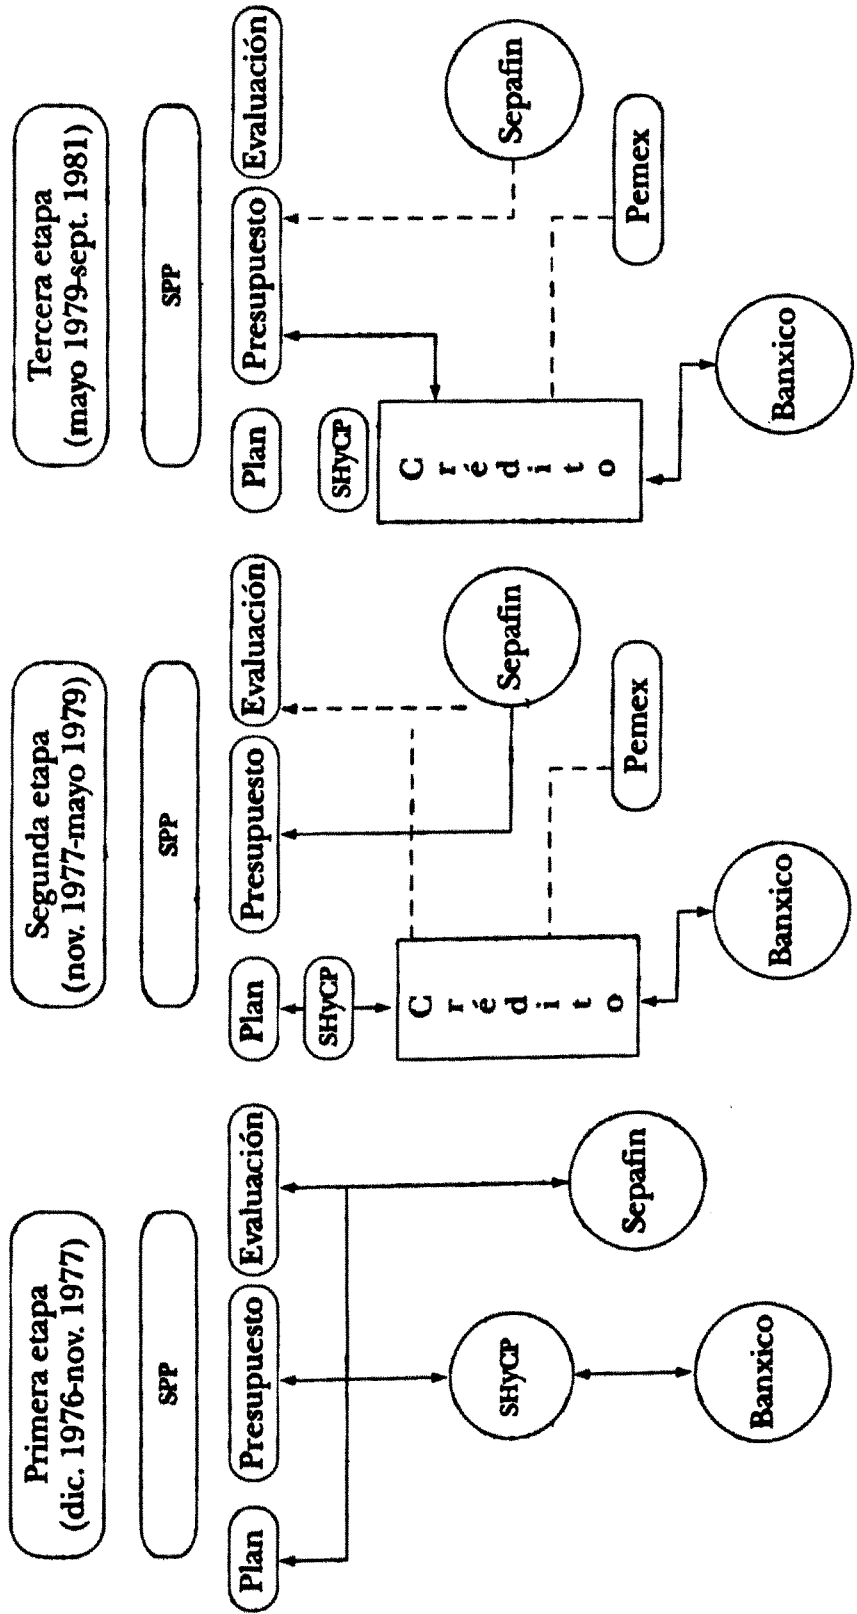 Primera etapa
(dic. 1976-nov. 1977)
SPP
Plan
Presupuesto
Evaluación
SHyCP
Sepafin
Banxico
Segunda etapa
(nov. 1977-mayo 1979)
SPP
Plan
Presupuesto
Evaluación
SHyCP
Crédito
Sepafin
Pemex
Banxico
Tercera etapa
(mayo 1979-sept. 1981)
SPP
Plan
Presupuesto
Evaluación
SHyCP
Crédito
Sepafin
Pemex
Banxico